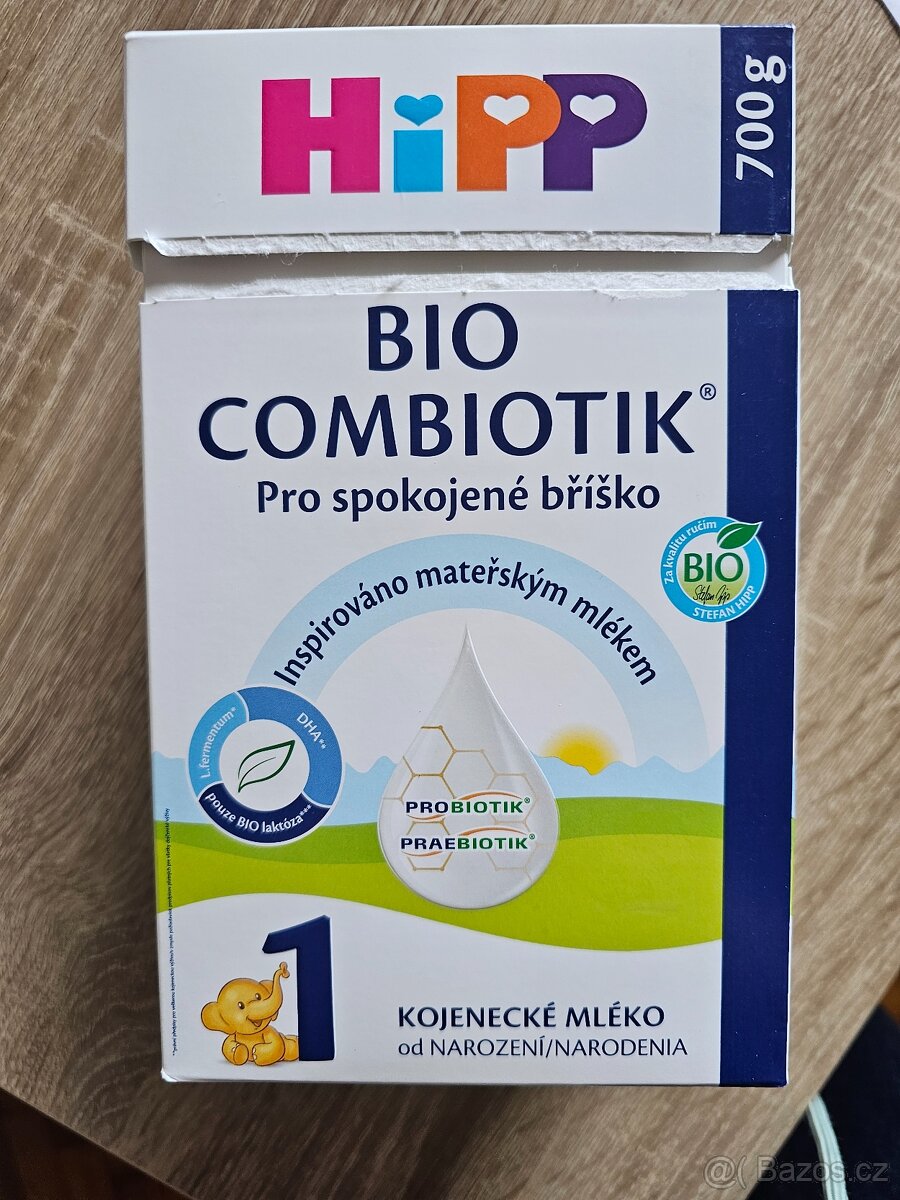 HiPP
700 g
BIO
COMBIOTIK®
Pro spokojené bříško
Inspirováno mateřským mlékem
Za kvalitu ručím
BIO
STEFAN HIPP
L.fermentum*
DHA**
pouze BIO laktóza***
PROBIOTIK®
PRAEBIOTIK®
1
KOJENECKÉ MLÉKO
od NAROZENÍ/NARODENIA
@( Bazos.cz